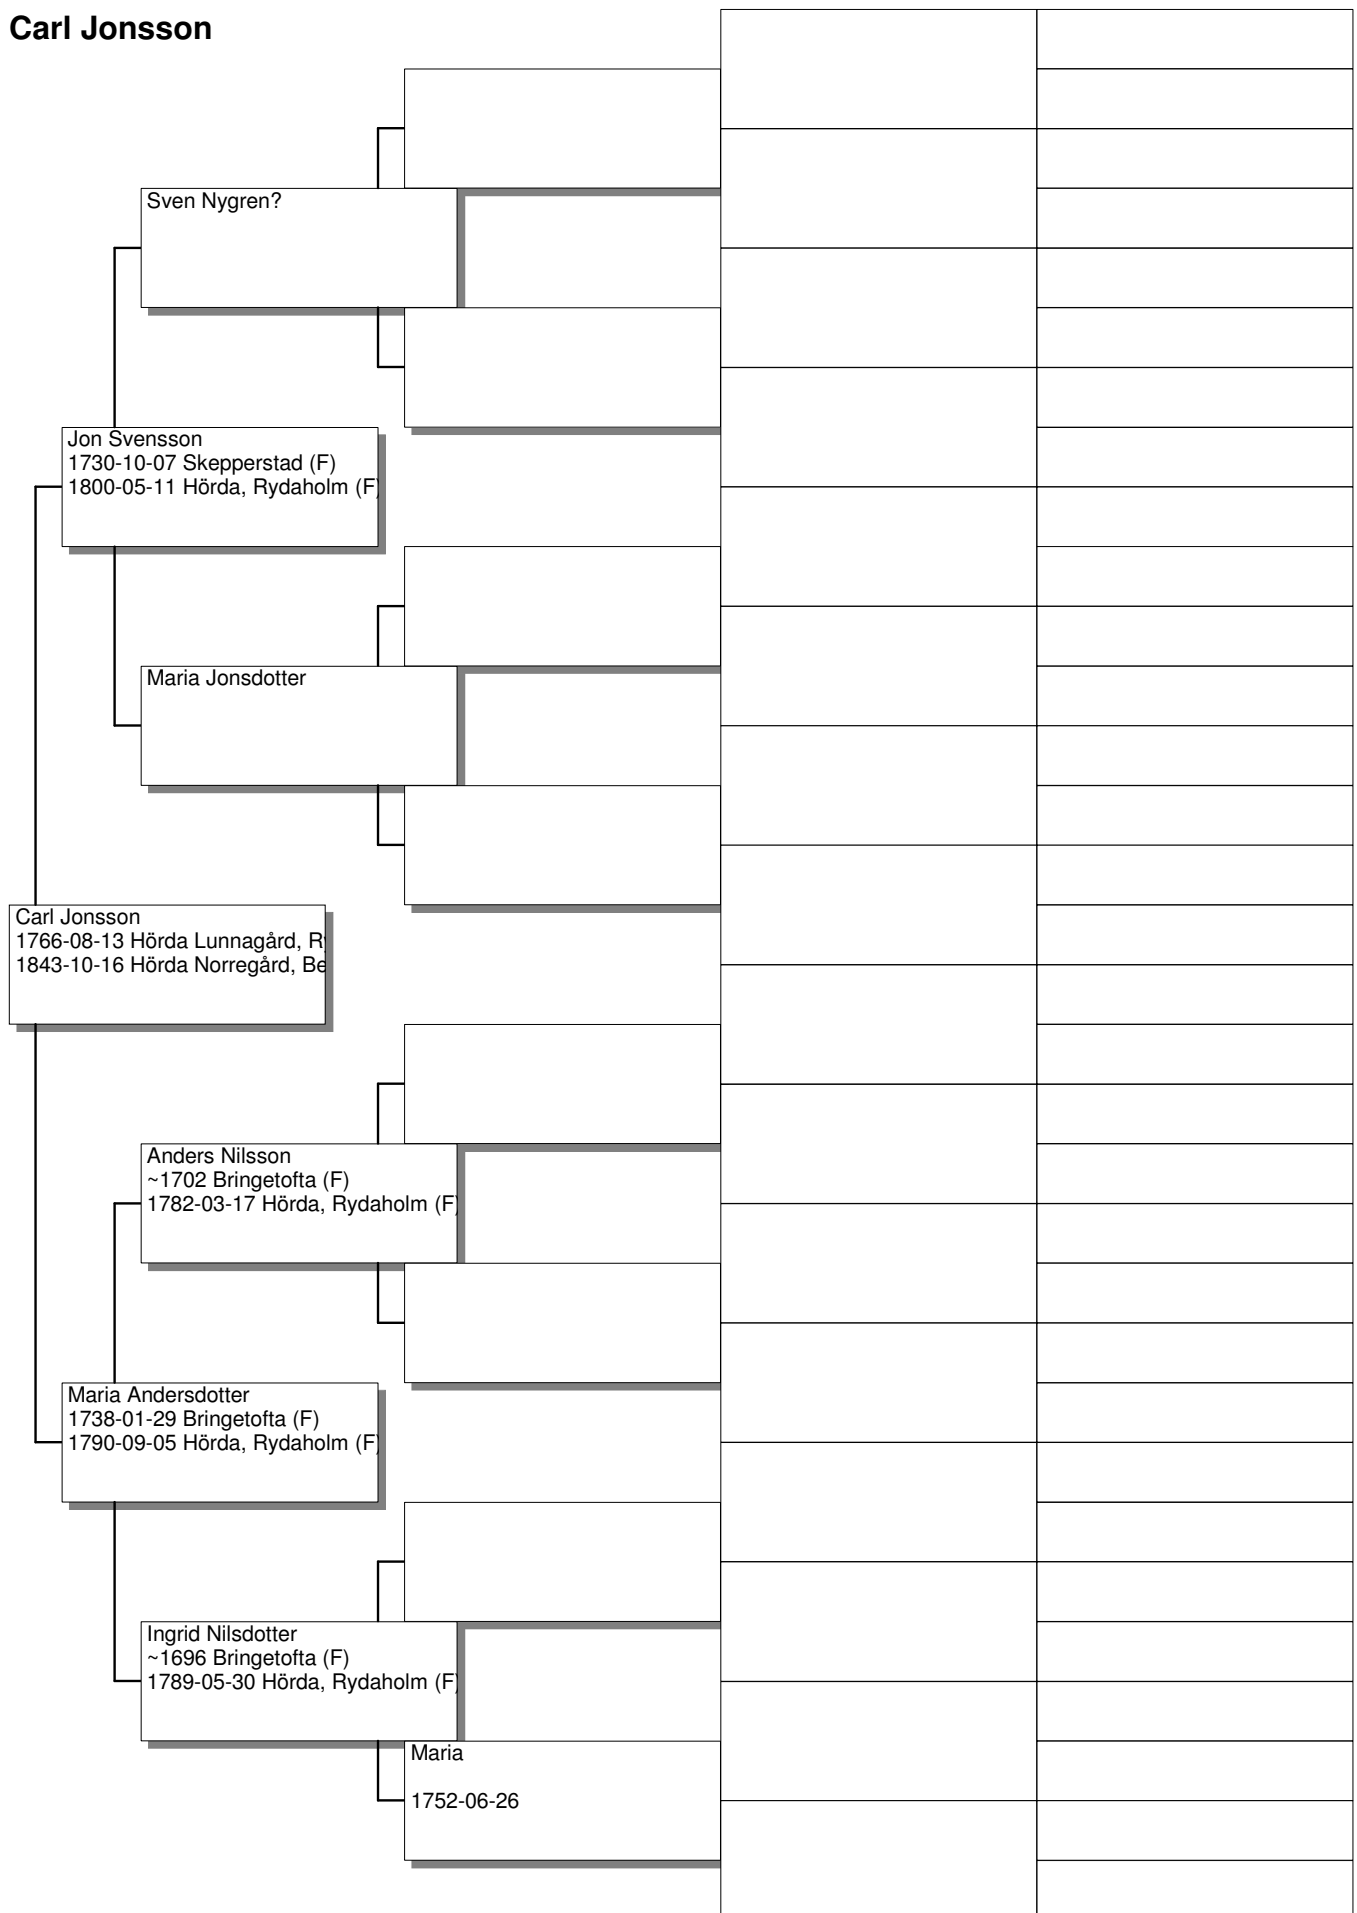 Carl Jonsson
Sven Nygren?
Jon Svensson
1730-10-07 Skepperstad (F)
1800-05-11 Hörda, Rydaholm (F)
Maria Jonsdotter
Carl Jonsson
1766-08-13 Hörda Lunnagård, R
1843-10-16 Hörda Norregård, Be
Anders Nilsson
~1702 Bringetofta (F)
1782-03-17 Hörda, Rydaholm (F)
Maria Andersdotter
1738-01-29 Bringetofta (F)
1790-09-05 Hörda, Rydaholm (F)
Ingrid Nilsdotter
~1696 Bringetofta (F)
1789-05-30 Hörda, Rydaholm (F)
Maria
1752-06-26